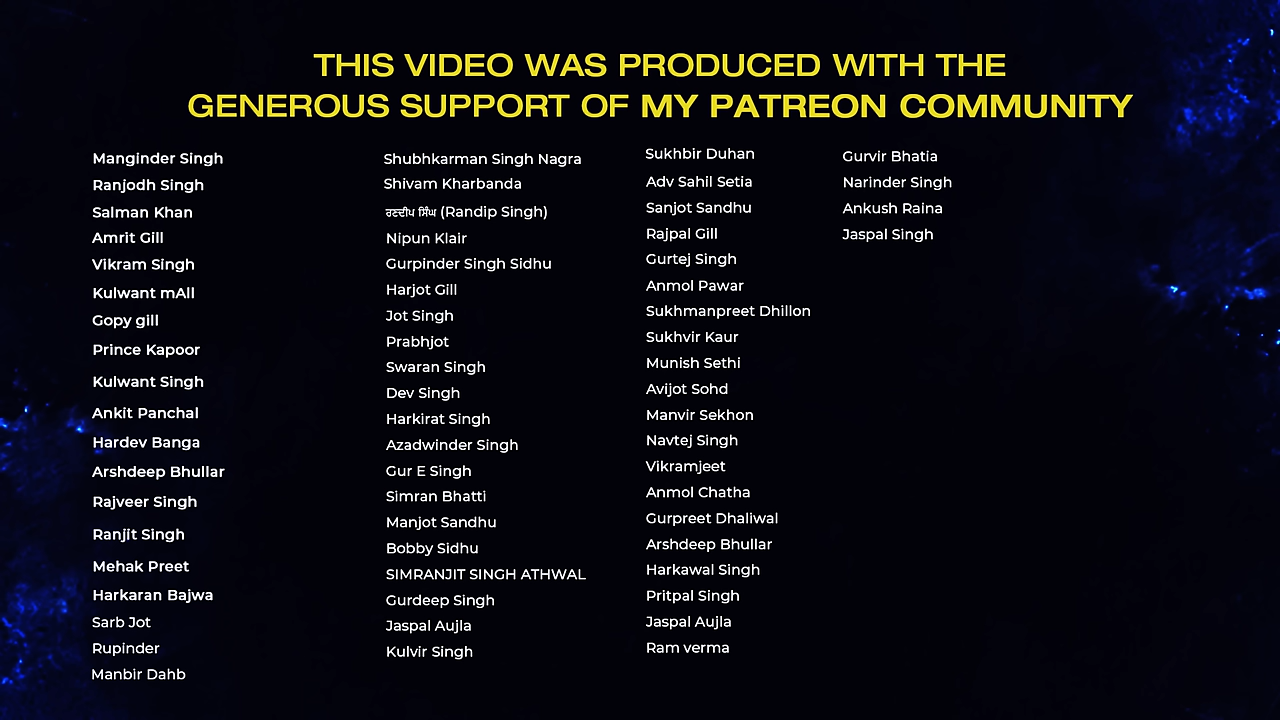 THIS VIDEO WAS PRODUCED WITH THE
GENEROUS SUPPORT OF MY PATREON COMMUNITY
Manginder Singh
Ranjodh Singh
Salman Khan
Amrit Gill
Vikram Singh
Kulwant mAll
Gopy gill
Prince Kapoor
Kulwant Singh
Ankit Panchal
Hardev Banga
Arshdeep Bhullar
Rajveer Singh
Ranjit Singh
Mehak Preet
Harkaran Bajwa
Sarb Jot
Rupinder
Manbir Dahb
Shubhkarman Singh Nagra
Shivam Kharbanda
ਰਣਦੀਪ ਸਿੰਘ (Randip Singh)
Nipun Klair
Gurpinder Singh Sidhu
Harjot Gill
Jot Singh
Prabhjot
Swaran Singh
Dev Singh
Harkirat Singh
Azadwinder Singh
Gur E Singh
Simran Bhatti
Manjot Sandhu
Bobby Sidhu
SIMRANJIT SINGH ATHWAL
Gurdeep Singh
Jaspal Aujla
Kulvir Singh
Sukhbir Duhan
Adv Sahil Setia
Sanjot Sandhu
Rajpal Gill
Gurtej Singh
Anmol Pawar
Sukhmanpreet Dhillon
Sukhvir Kaur
Munish Sethi
Avijot Sohd
Manvir Sekhon
Navtej Singh
Vikramjeet
Anmol Chatha
Gurpreet Dhaliwal
Arshdeep Bhullar
Harkawal Singh
Pritpal Singh
Jaspal Aujla
Ram verma
Gurvir Bhatia
Narinder Singh
Ankush Raina
Jaspal Singh